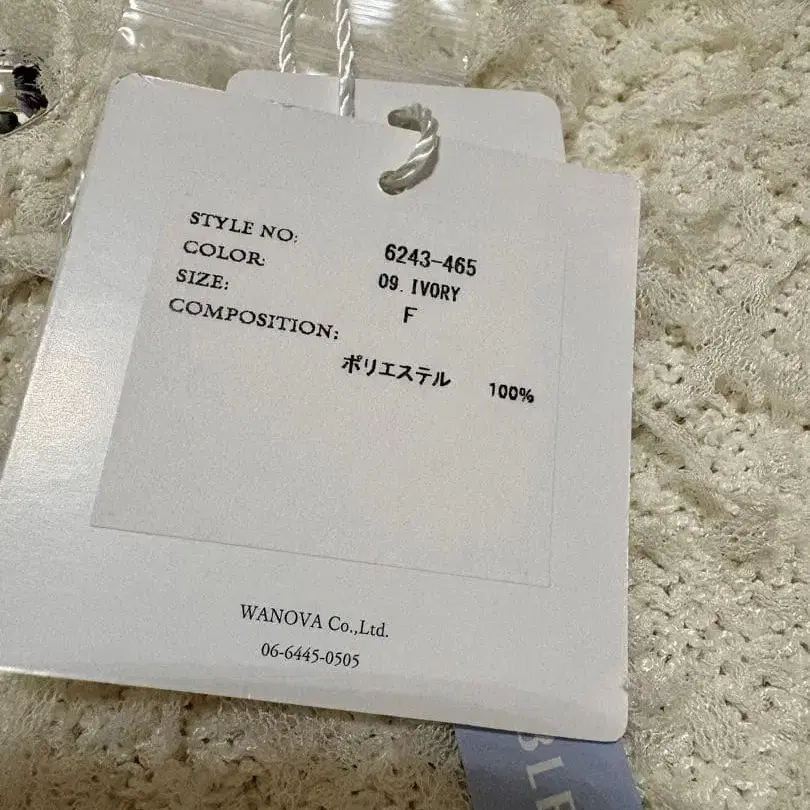 STYLE NO: 6243-465
COLOR: 09. IVORY
SIZE: F
COMPOSITION:
ポリエステル 100%
WANOVA Co.,Ltd.
06-6445-0505
BLE